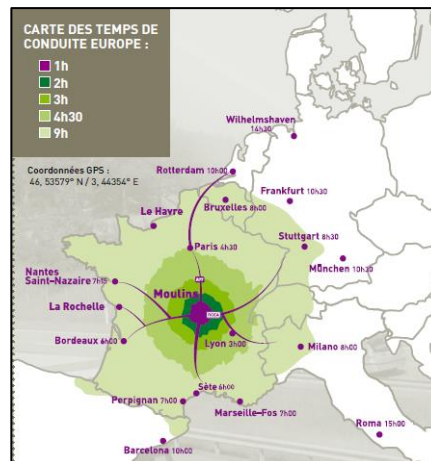 CARTE DES TEMPS DE
CONDUITE EUROPE :
1h
2h
3h
4h30
9h
Coordonnées GPS :
46, 53579° N / 3, 44354° E
Wilhelmshaven
14h30
Rotterdam 10h00
Frankfurt 10h30
Bruxelles 8h00
Le Havre
Stuttgart 8h30
Paris 4h30
München 10h30
Nantes
Saint-Nazaire 7h15
Moulins
La Rochelle
Bordeaux 6h00
Lyon 3h00
Milano 8h00
Sète 6h00
Perpignan 7h00
Marseille-Fos 7h00
Roma 15h00
Barcelona 10h00